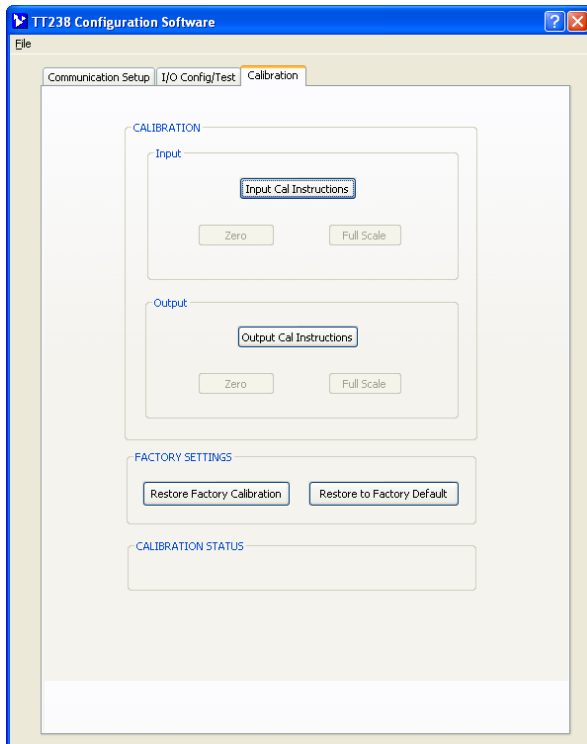 TT238 Configuration Software
File
Communication Setup I/O Config/Test Calibration
CALIBRATION
Input
Input Cal Instructions
Zero Full Scale
Output
Output Cal Instructions
Zero Full Scale
FACTORY SETTINGS
Restore Factory Calibration Restore to Factory Default
CALIBRATION STATUS